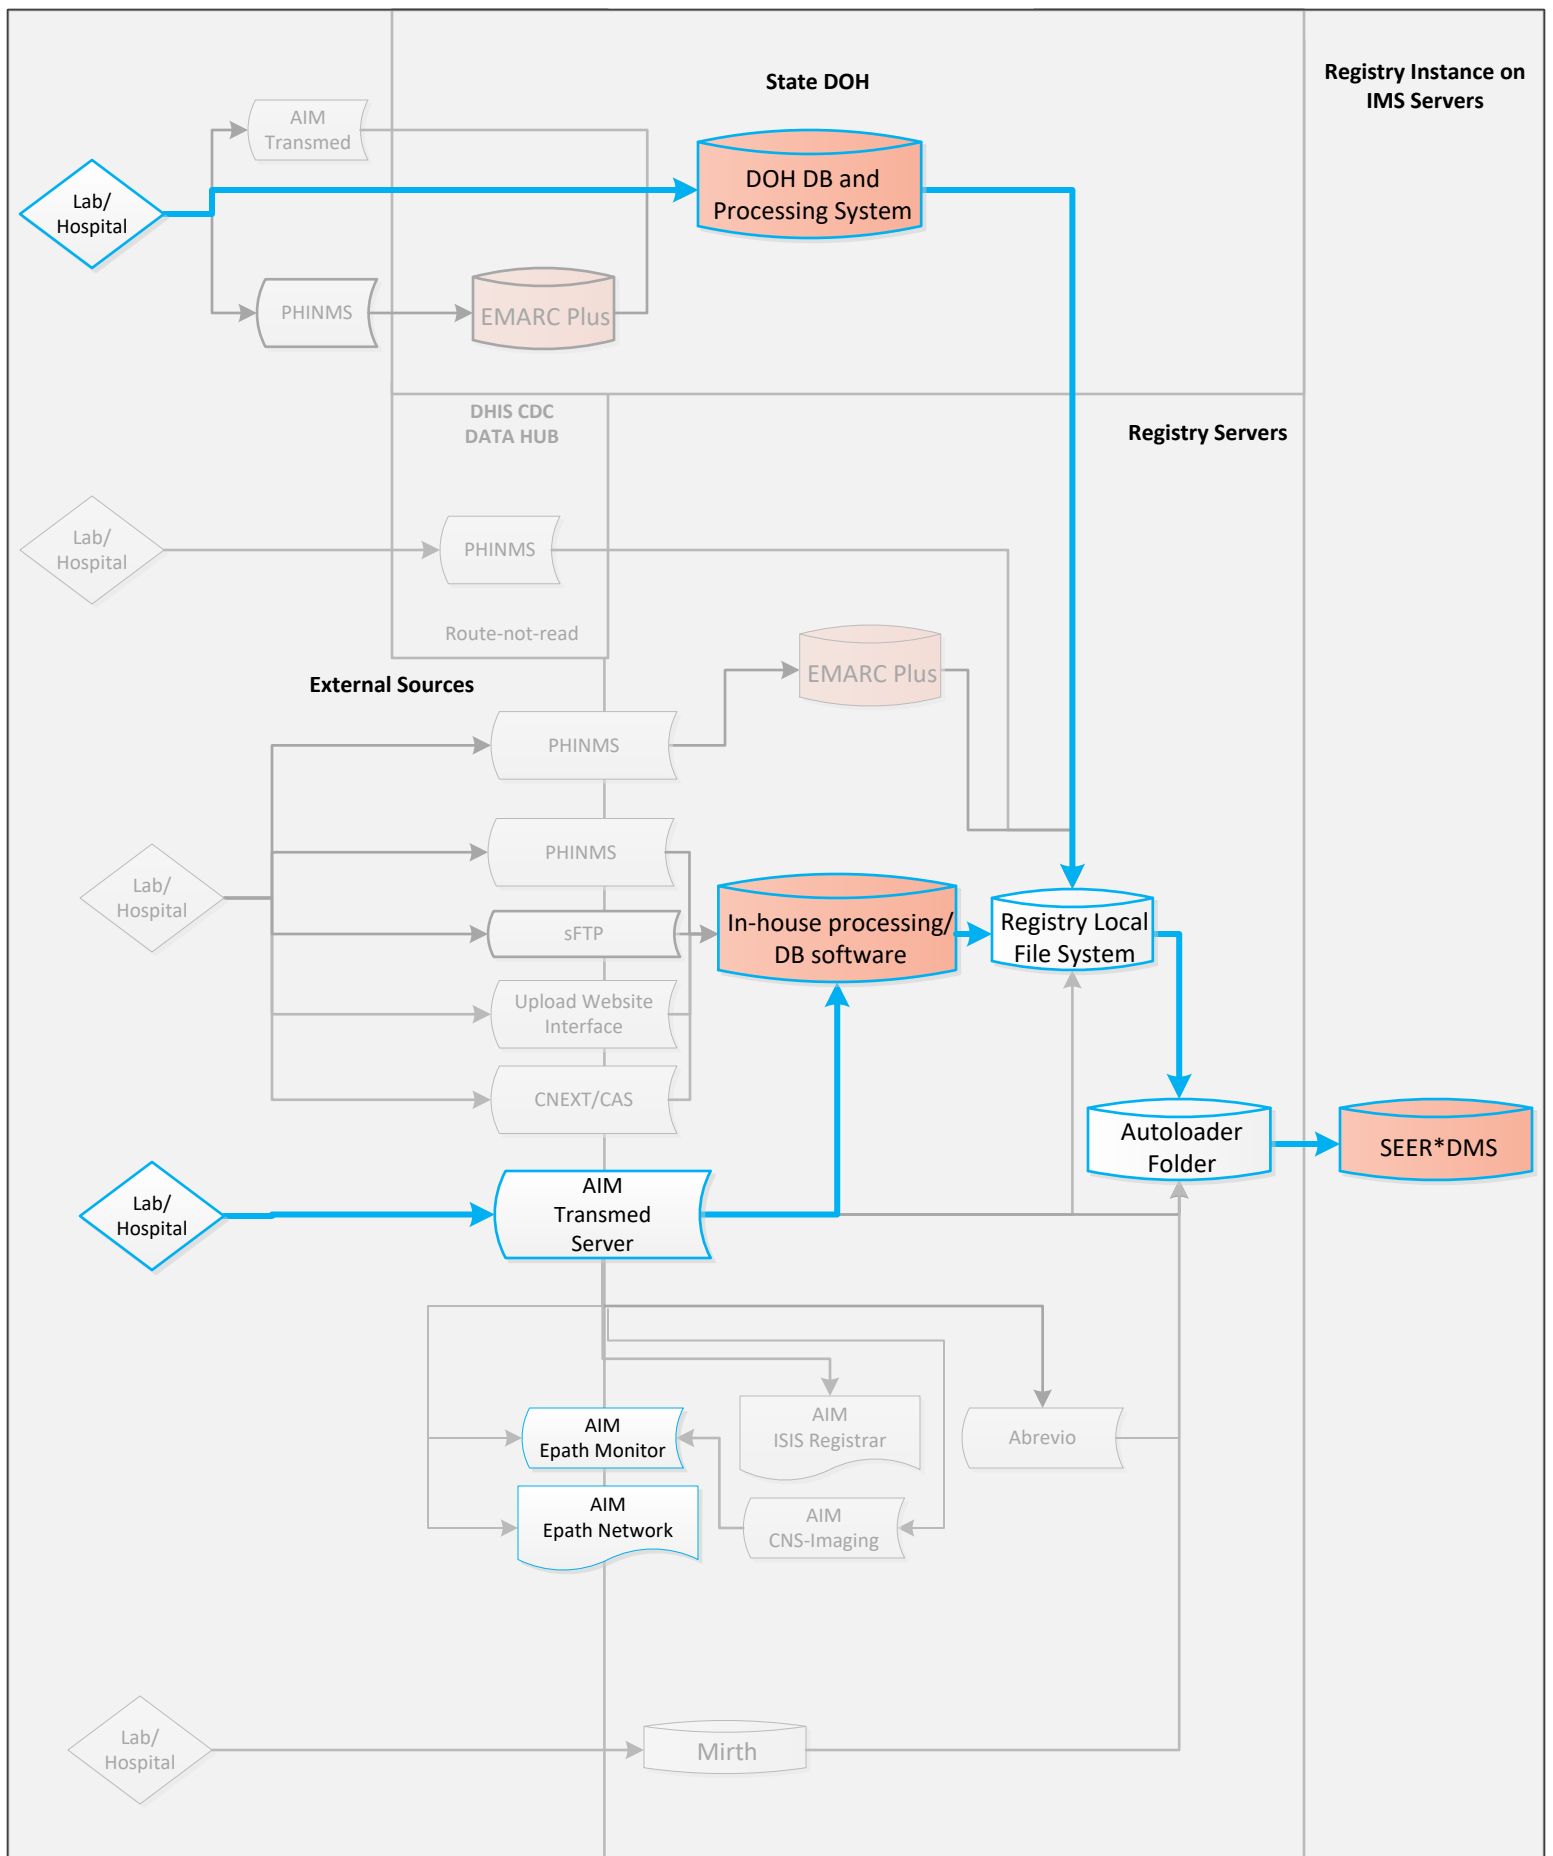 State DOH
Registry Instance on
IMS Servers
AIM
Transmed
Lab/
Hospital
DOH DB and
Processing System
PHINMS
EMARC Plus
DHIS CDC
DATA HUB
Registry Servers
Lab/
Hospital
PHINMS
Route-not-read
EMARC Plus
External Sources
PHINMS
PHINMS
Lab/
Hospital
sFTP
In-house processing/
DB software
Registry Local
File System
Upload Website
Interface
CNEXT/CAS
Autoloader
Folder
SEER*DMS
Lab/
Hospital
AIM
Transmed
Server
AIM
Epath Monitor
AIM
ISIS Registrar
Abrevio
AIM
Epath Network
AIM
CNS-Imaging
Lab/
Hospital
Mirth